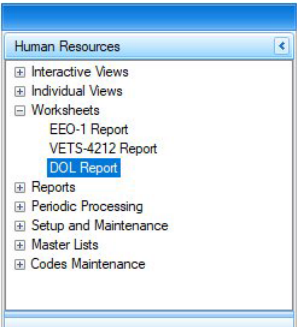 Human Resources
Interactive Views
Individual Views
Worksheets
EEO-1 Report
VETS-4212 Report
DOL Report
Reports
Periodic Processing
Setup and Maintenance
Master Lists
Codes Maintenance